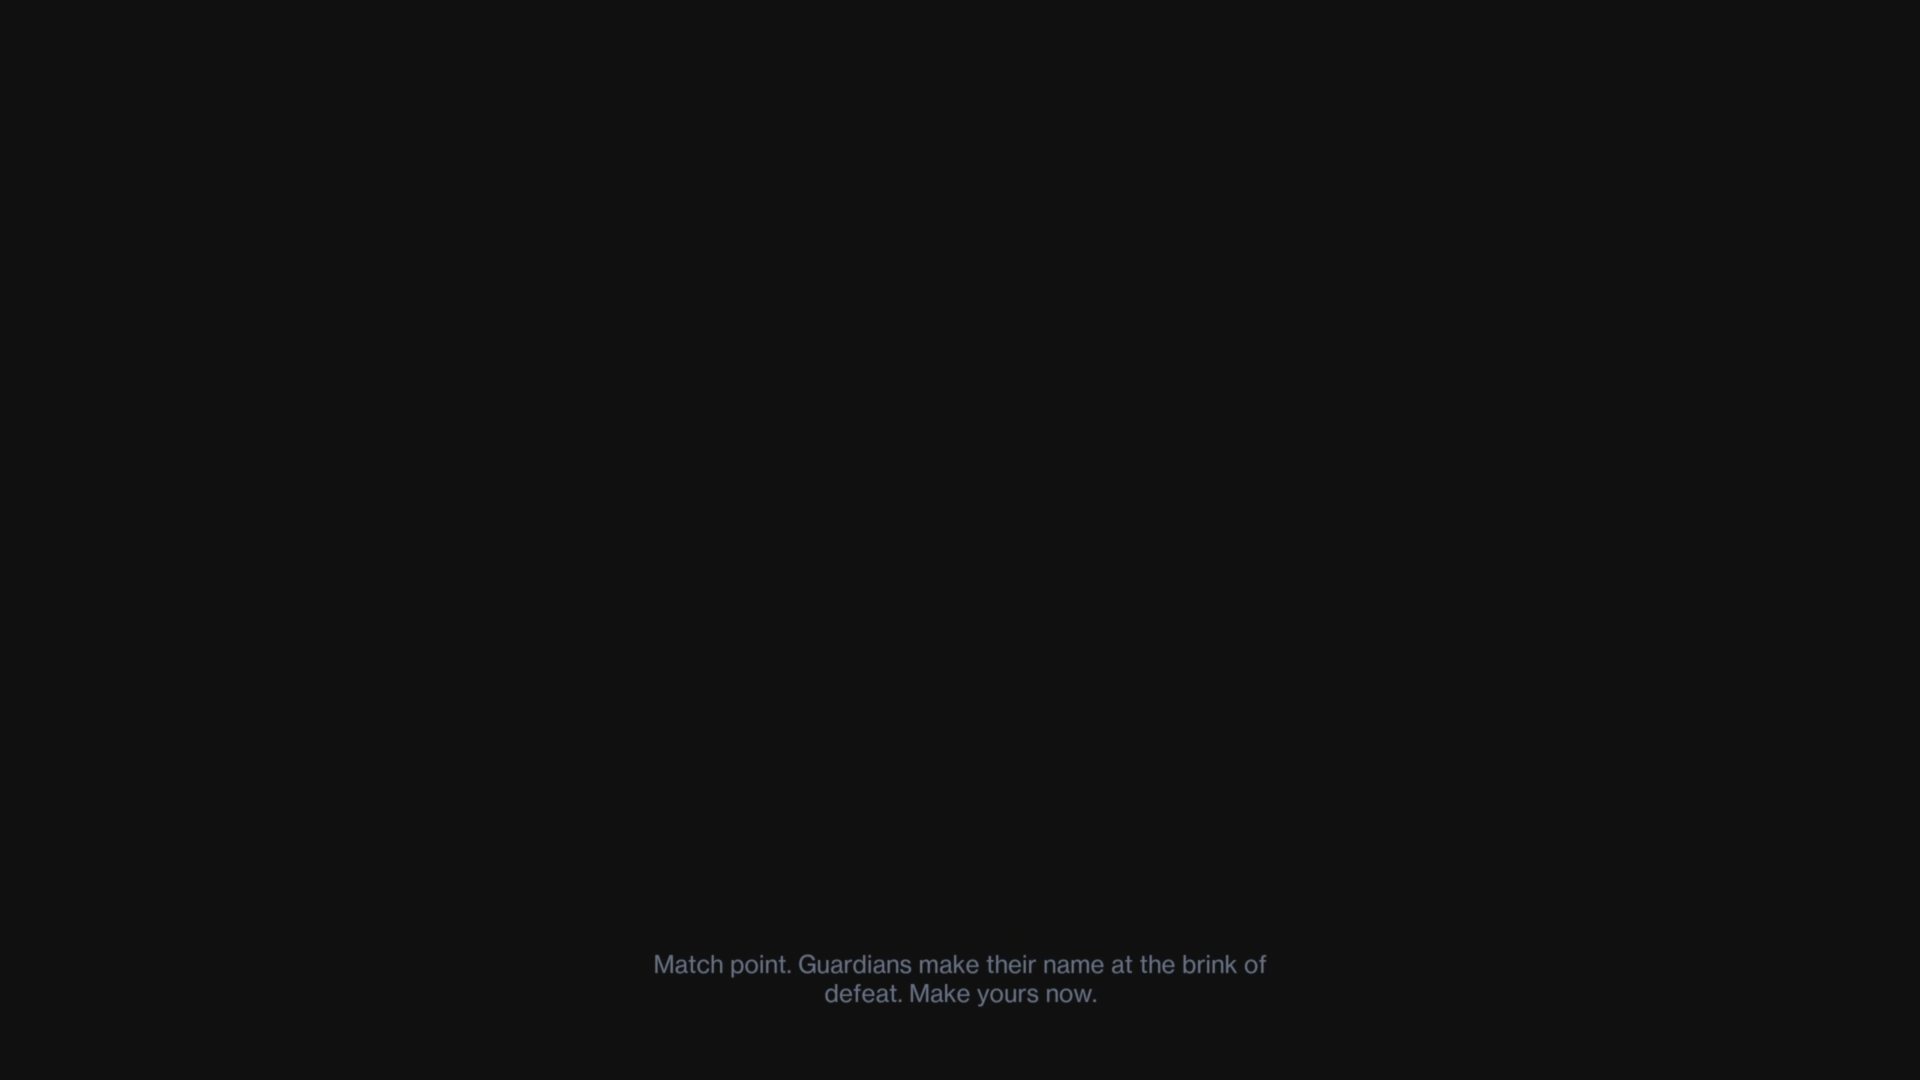 Match point. Guardians make their name at the brink of
defeat. Make yours now.